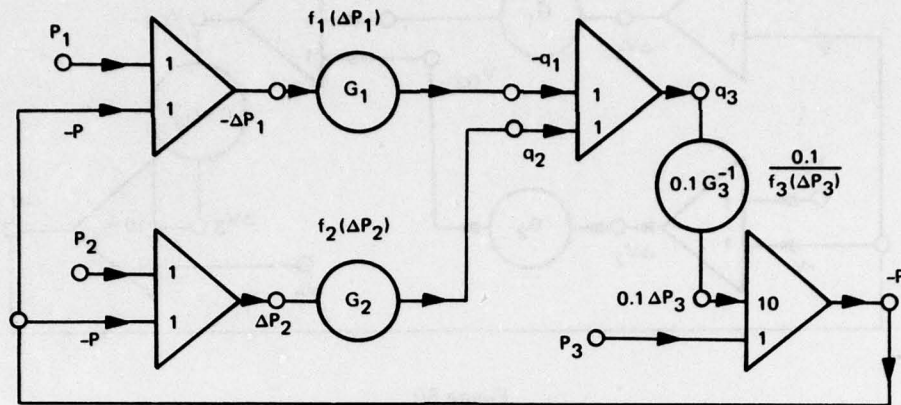 f₁(ΔP₁)
P₁
1
1
-P
-ΔP₁
G₁
-q₁
q₂
1
1
q₃
0.1 G₃⁻¹
0.1
f₃(ΔP₃)
f₂(ΔP₂)
P₂
1
1
-P
ΔP₂
G₂
0.1 ΔP₃
10
1
P₃
-P